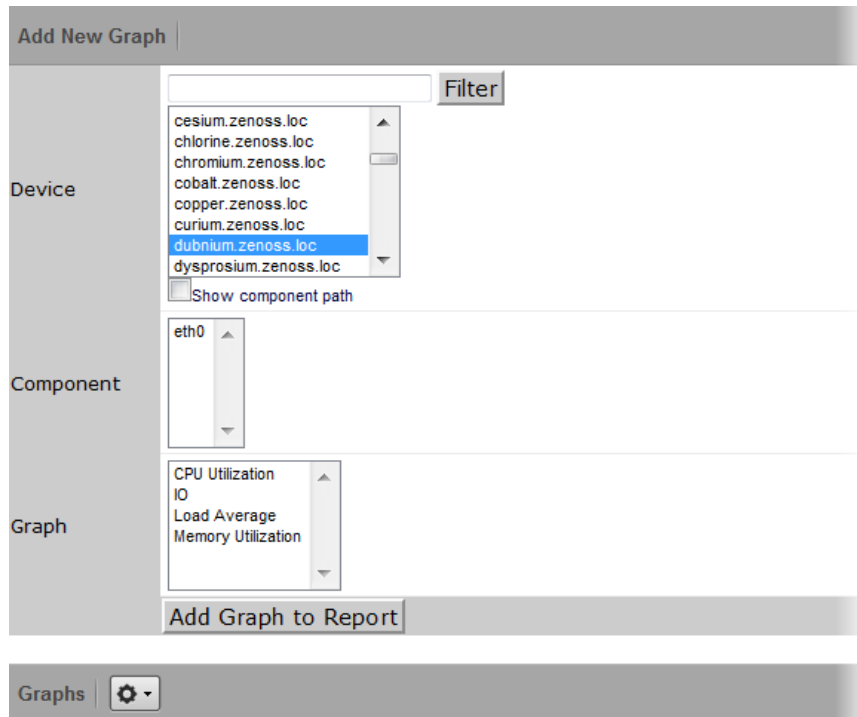 Add New Graph
Filter
Device
cesium.zenoss.loc
chlorine.zenoss.loc
chromium.zenoss.loc
cobalt.zenoss.loc
copper.zenoss.loc
curium.zenoss.loc
dubnium.zenoss.loc
dysprosium.zenoss.loc
Show component path
Component
eth0
Graph
CPU Utilization
IO
Load Average
Memory Utilization
Add Graph to Report
Graphs